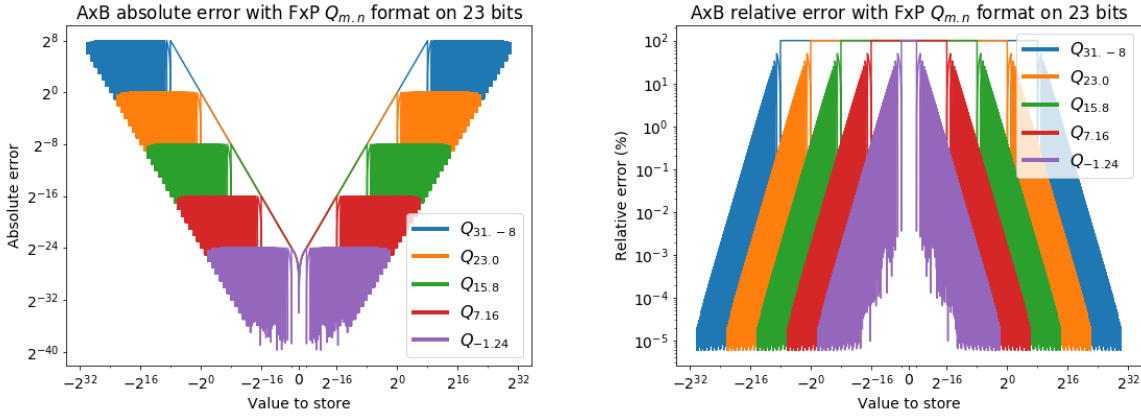 AxB absolute error with FxP Q_{m.n} format on 23 bits
Absolute error
2^8
2^0
2^{-8}
2^{-16}
2^{-24}
2^{-32}
2^{-40}
Q_{31.-8}
Q_{23.0}
Q_{15.8}
Q_{7.16}
Q_{-1.24}
-2^{32} -2^{16} -2^0 -2^{-16} 0 2^{-16} 2^0 2^{16} 2^{32}
Value to store
AxB relative error with FxP Q_{m.n} format on 23 bits
Relative error (%)
10^2
10^1
10^0
10^{-1}
10^{-2}
10^{-3}
10^{-4}
10^{-5}
Q_{31.-8}
Q_{23.0}
Q_{15.8}
Q_{7.16}
Q_{-1.24}
-2^{32} -2^{16} -2^0 -2^{-16} 0 2^{-16} 2^0 2^{16} 2^{32}
Value to store